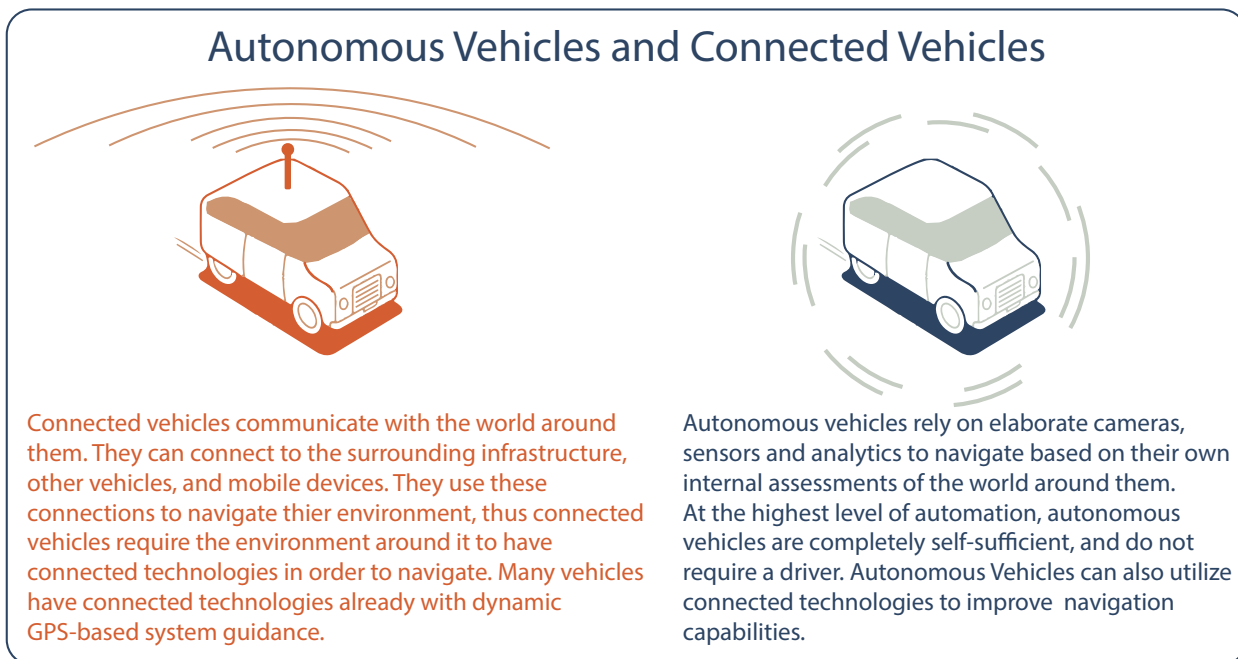 Autonomous Vehicles and Connected Vehicles
Connected vehicles communicate with the world around
them. They can connect to the surrounding infrastructure,
other vehicles, and mobile devices. They use these
connections to navigate thier environment, thus connected
vehicles require the environment around it to have
connected technologies in order to navigate. Many vehicles
have connected technologies already with dynamic
GPS-based system guidance.
Autonomous vehicles rely on elaborate cameras,
sensors and analytics to navigate based on their own
internal assessments of the world around them.
At the highest level of automation, autonomous
vehicles are completely self-sufficient, and do not
require a driver. Autonomous Vehicles can also utilize
connected technologies to improve navigation
capabilities.